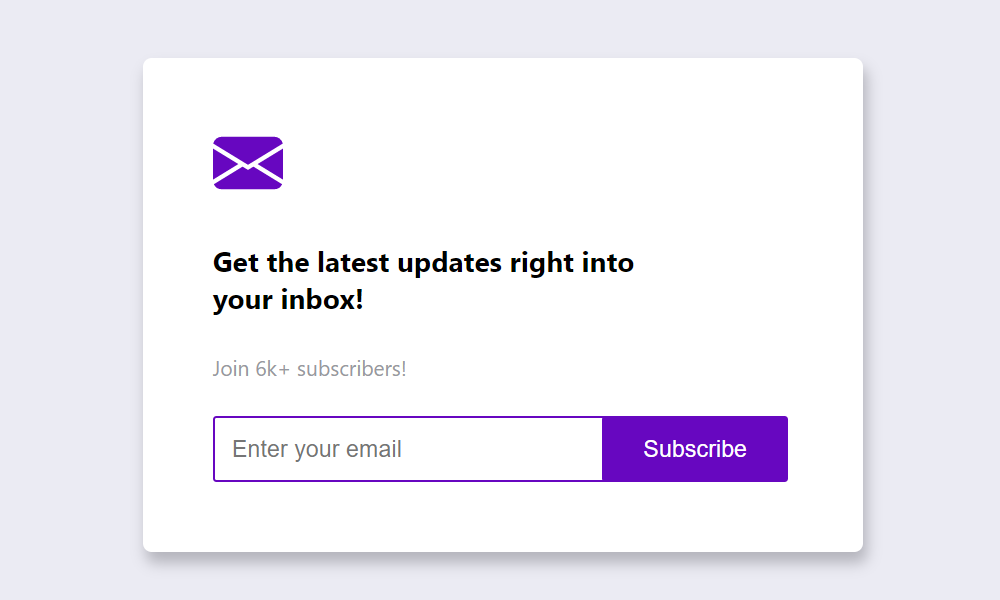 Get the latest updates right into
your inbox!
Join 6k+ subscribers!
Enter your email
Subscribe